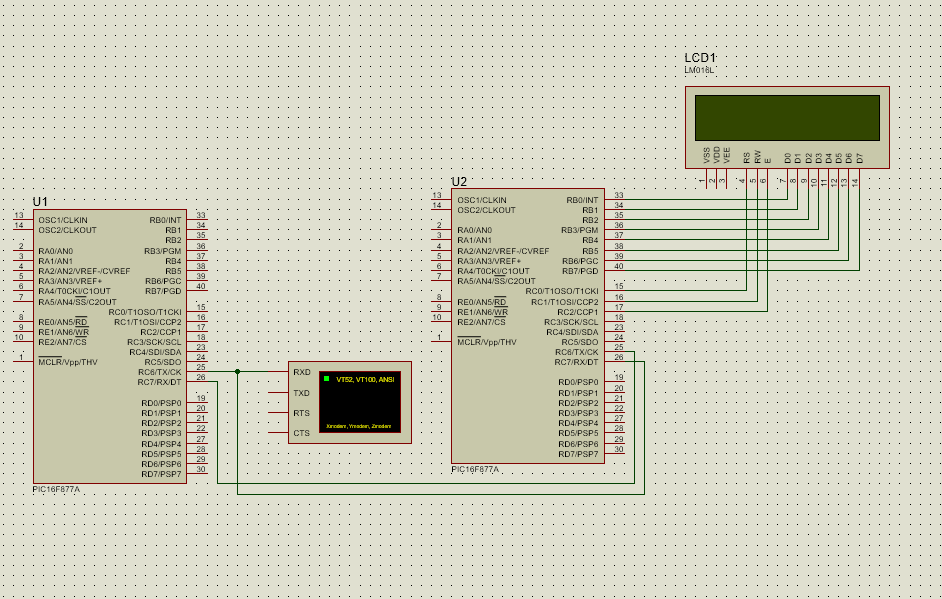 LCD1
LM016L
VSS VDD VEE RS RW E D0 D1 D2 D3 D4 D5 D6 D7
1 2 3 4 5 6 7 8 9 10 11 12 13 14
U1
13 OSC1/CLKIN RB0/INT 33
14 OSC2/CLKOUT RB1 34
RB2 35
2 RA0/AN0 RB3/PGM 36
3 RA1/AN1 RB4 37
4 RA2/AN2/VREF-/CVREF RB5 38
5 RA3/AN3/VREF+ RB6/PGC 39
6 RA4/T0CKI/C1OUT RB7/PGD 40
7 RA5/AN4/SS/C2OUT
RC0/T1OSO/T1CKI 15
8 RE0/AN5/RD RC1/T1OSI/CCP2 16
9 RE1/AN6/WR RC2/CCP1 17
10 RE2/AN7/CS RC3/SCK/SCL 18
RC4/SDI/SDA 23
1 MCLR/Vpp/THV RC5/SDO 24
RC6/TX/CK 25
RC7/RX/DT 26
RD0/PSP0 19
RD1/PSP1 20
RD2/PSP2 21
RD3/PSP3 22
RD4/PSP4 27
RD5/PSP5 28
RD6/PSP6 29
RD7/PSP7 30
PIC16F877A
RXD
TXD
RTS
CTS
VT52, VT100, ANSI
Xmodem, Ymodem, Zmodem
U2
13 OSC1/CLKIN RB0/INT 33
14 OSC2/CLKOUT RB1 34
RB2 35
2 RA0/AN0 RB3/PGM 36
3 RA1/AN1 RB4 37
4 RA2/AN2/VREF-/CVREF RB5 38
5 RA3/AN3/VREF+ RB6/PGC 39
6 RA4/T0CKI/C1OUT RB7/PGD 40
7 RA5/AN4/SS/C2OUT
RC0/T1OSO/T1CKI 15
8 RE0/AN5/RD RC1/T1OSI/CCP2 16
9 RE1/AN6/WR RC2/CCP1 17
10 RE2/AN7/CS RC3/SCK/SCL 18
RC4/SDI/SDA 23
1 MCLR/Vpp/THV RC5/SDO 24
RC6/TX/CK 25
RC7/RX/DT 26
RD0/PSP0 19
RD1/PSP1 20
RD2/PSP2 21
RD3/PSP3 22
RD4/PSP4 27
RD5/PSP5 28
RD6/PSP6 29
RD7/PSP7 30
PIC16F877A